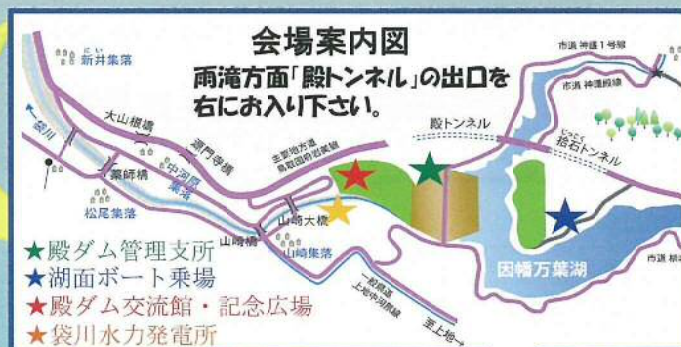 会場案内図
雨滝方面「殿トンネル」の出口を
右にお入り下さい。
にい
新井集落
市道 神護1号線
市道 神護殿線
大山根橋
源門寺橋
主要地方道
鳥取国府岩美線
殿トンネル
じっこく
拾石トンネル
袋川
薬師橋
中河原
集落
松尾集落
山崎大橋
山崎橋
山崎集落
因幡万葉湖
一般県道
上地中河原線
至上地→
★殿ダム管理支所
★湖面ボート乗場
★殿ダム交流館・記念広場
★袋川水力発電所